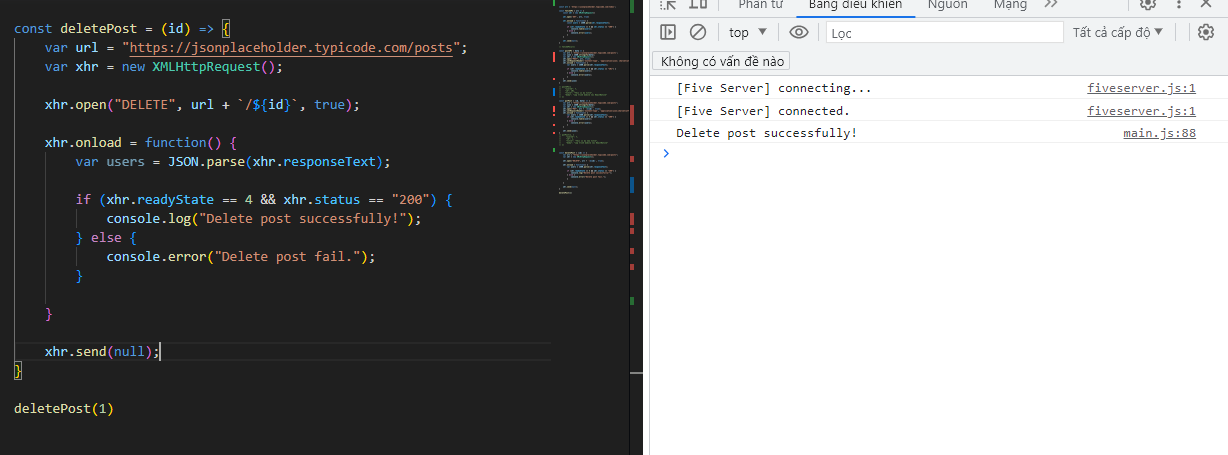 const deletePost = (id) => {
    var url = "https://jsonplaceholder.typicode.com/posts";
    var xhr = new XMLHttpRequest();
    xhr.open("DELETE", url + `/${id}`, true);
    xhr.onload = function() {
        var users = JSON.parse(xhr.responseText);
        if (xhr.readyState == 4 && xhr.status == "200") {
            console.log("Delete post successfully!");
        } else {
            console.error("Delete post fail.");
        }
    }
    xhr.send(null);
}
deletePost(1)
Phần tử Bảng điều khiển Nguồn Mạng
top Lọc Tất cả cấp độ
Không có vấn đề nào
[Five Server] connecting... fiveserver.js:1
[Five Server] connected. fiveserver.js:1
Delete post successfully! main.js:88